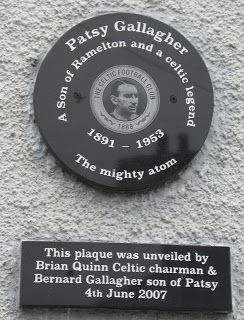 Patsy Gallagher
A Son of Ramelton and a celtic legend
THE CELTIC FOOTBALL CLUB
1888
1891 - 1953
The mighty atom
This plaque was unveiled by
Brian Quinn Celtic chairman &
Bernard Gallagher son of Patsy
4th June 2007